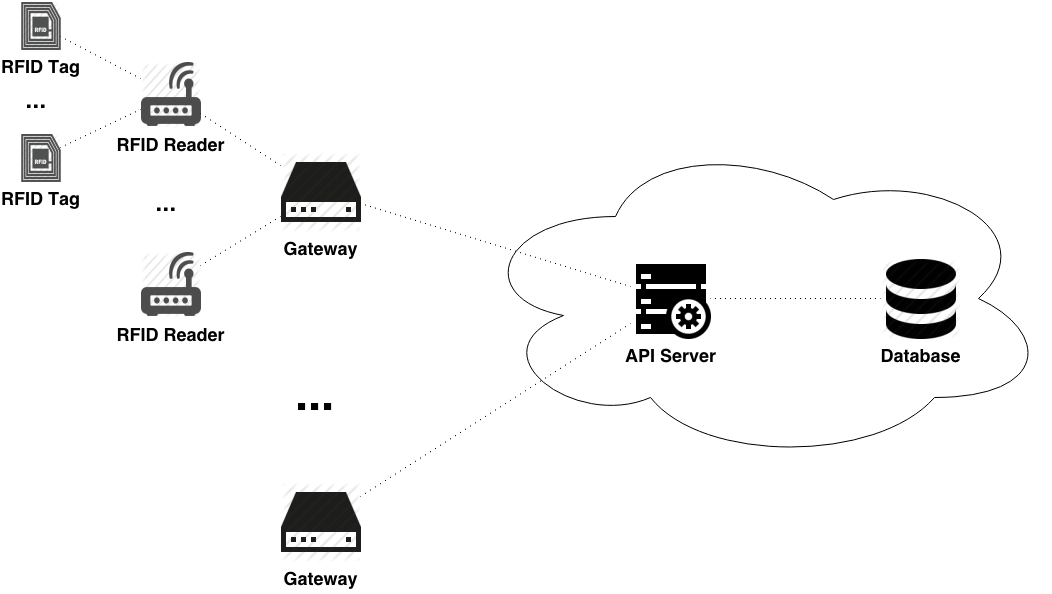 RFID
RFID Tag
...
RFID
RFID Tag
RFID Reader
...
RFID Reader
Gateway
...
Gateway
API Server
Database